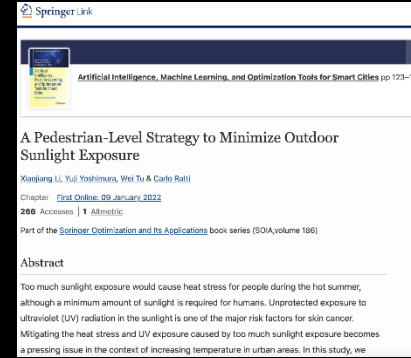 Springer Link
Artificial Intelligence, Machine Learning, and Optimization Tools for Smart Cities pp 123–
A Pedestrian-Level Strategy to Minimize Outdoor
Sunlight Exposure
Xiaojiang Li, Yuji Yoshimura, Wei Tu & Carlo Ratti
Chapter First Online: 09 January 2022
266 Accesses | 1 Altmetric
Part of the Springer Optimization and Its Applications book series (SOIA,volume 186)
Abstract
Too much sunlight exposure would cause heat stress for people during the hot summer,
although a minimum amount of sunlight is required for humans. Unprotected exposure to
ultraviolet (UV) radiation in the sunlight is one of the major risk factors for skin cancer.
Mitigating the heat stress and UV exposure caused by too much sunlight exposure becomes
a pressing issue in the context of increasing temperature in urban areas. In this study, we